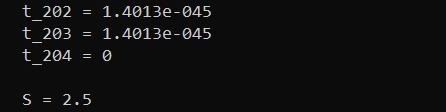 t_202 = 1.4013e-045
t_203 = 1.4013e-045
t_204 = 0
S = 2.5